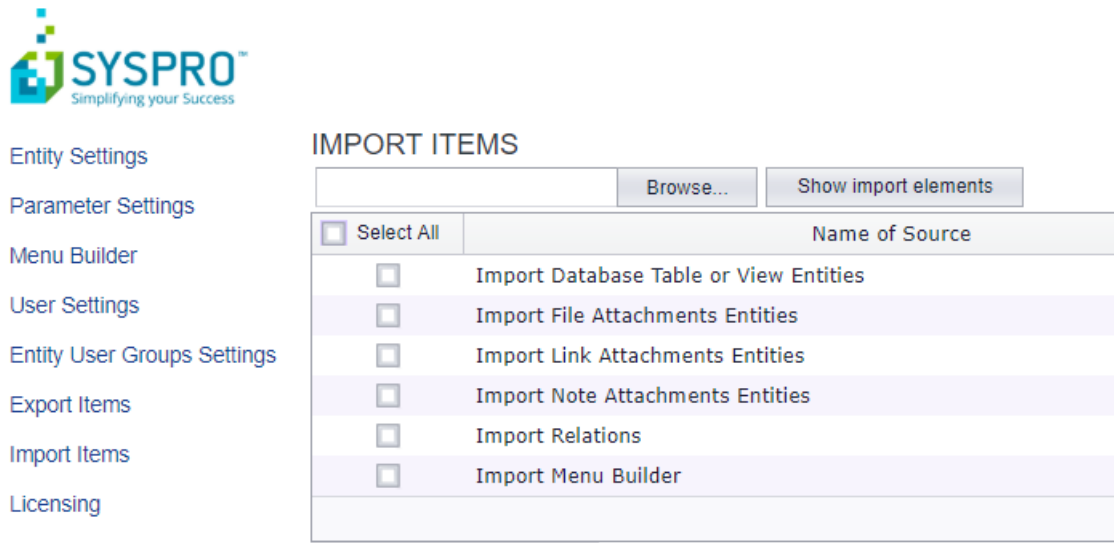 SYSPRO™
Simplifying your Success
Entity Settings
Parameter Settings
Menu Builder
User Settings
Entity User Groups Settings
Export Items
Import Items
Licensing
IMPORT ITEMS
Browse... Show import elements
Select All Name of Source
Import Database Table or View Entities
Import File Attachments Entities
Import Link Attachments Entities
Import Note Attachments Entities
Import Relations
Import Menu Builder